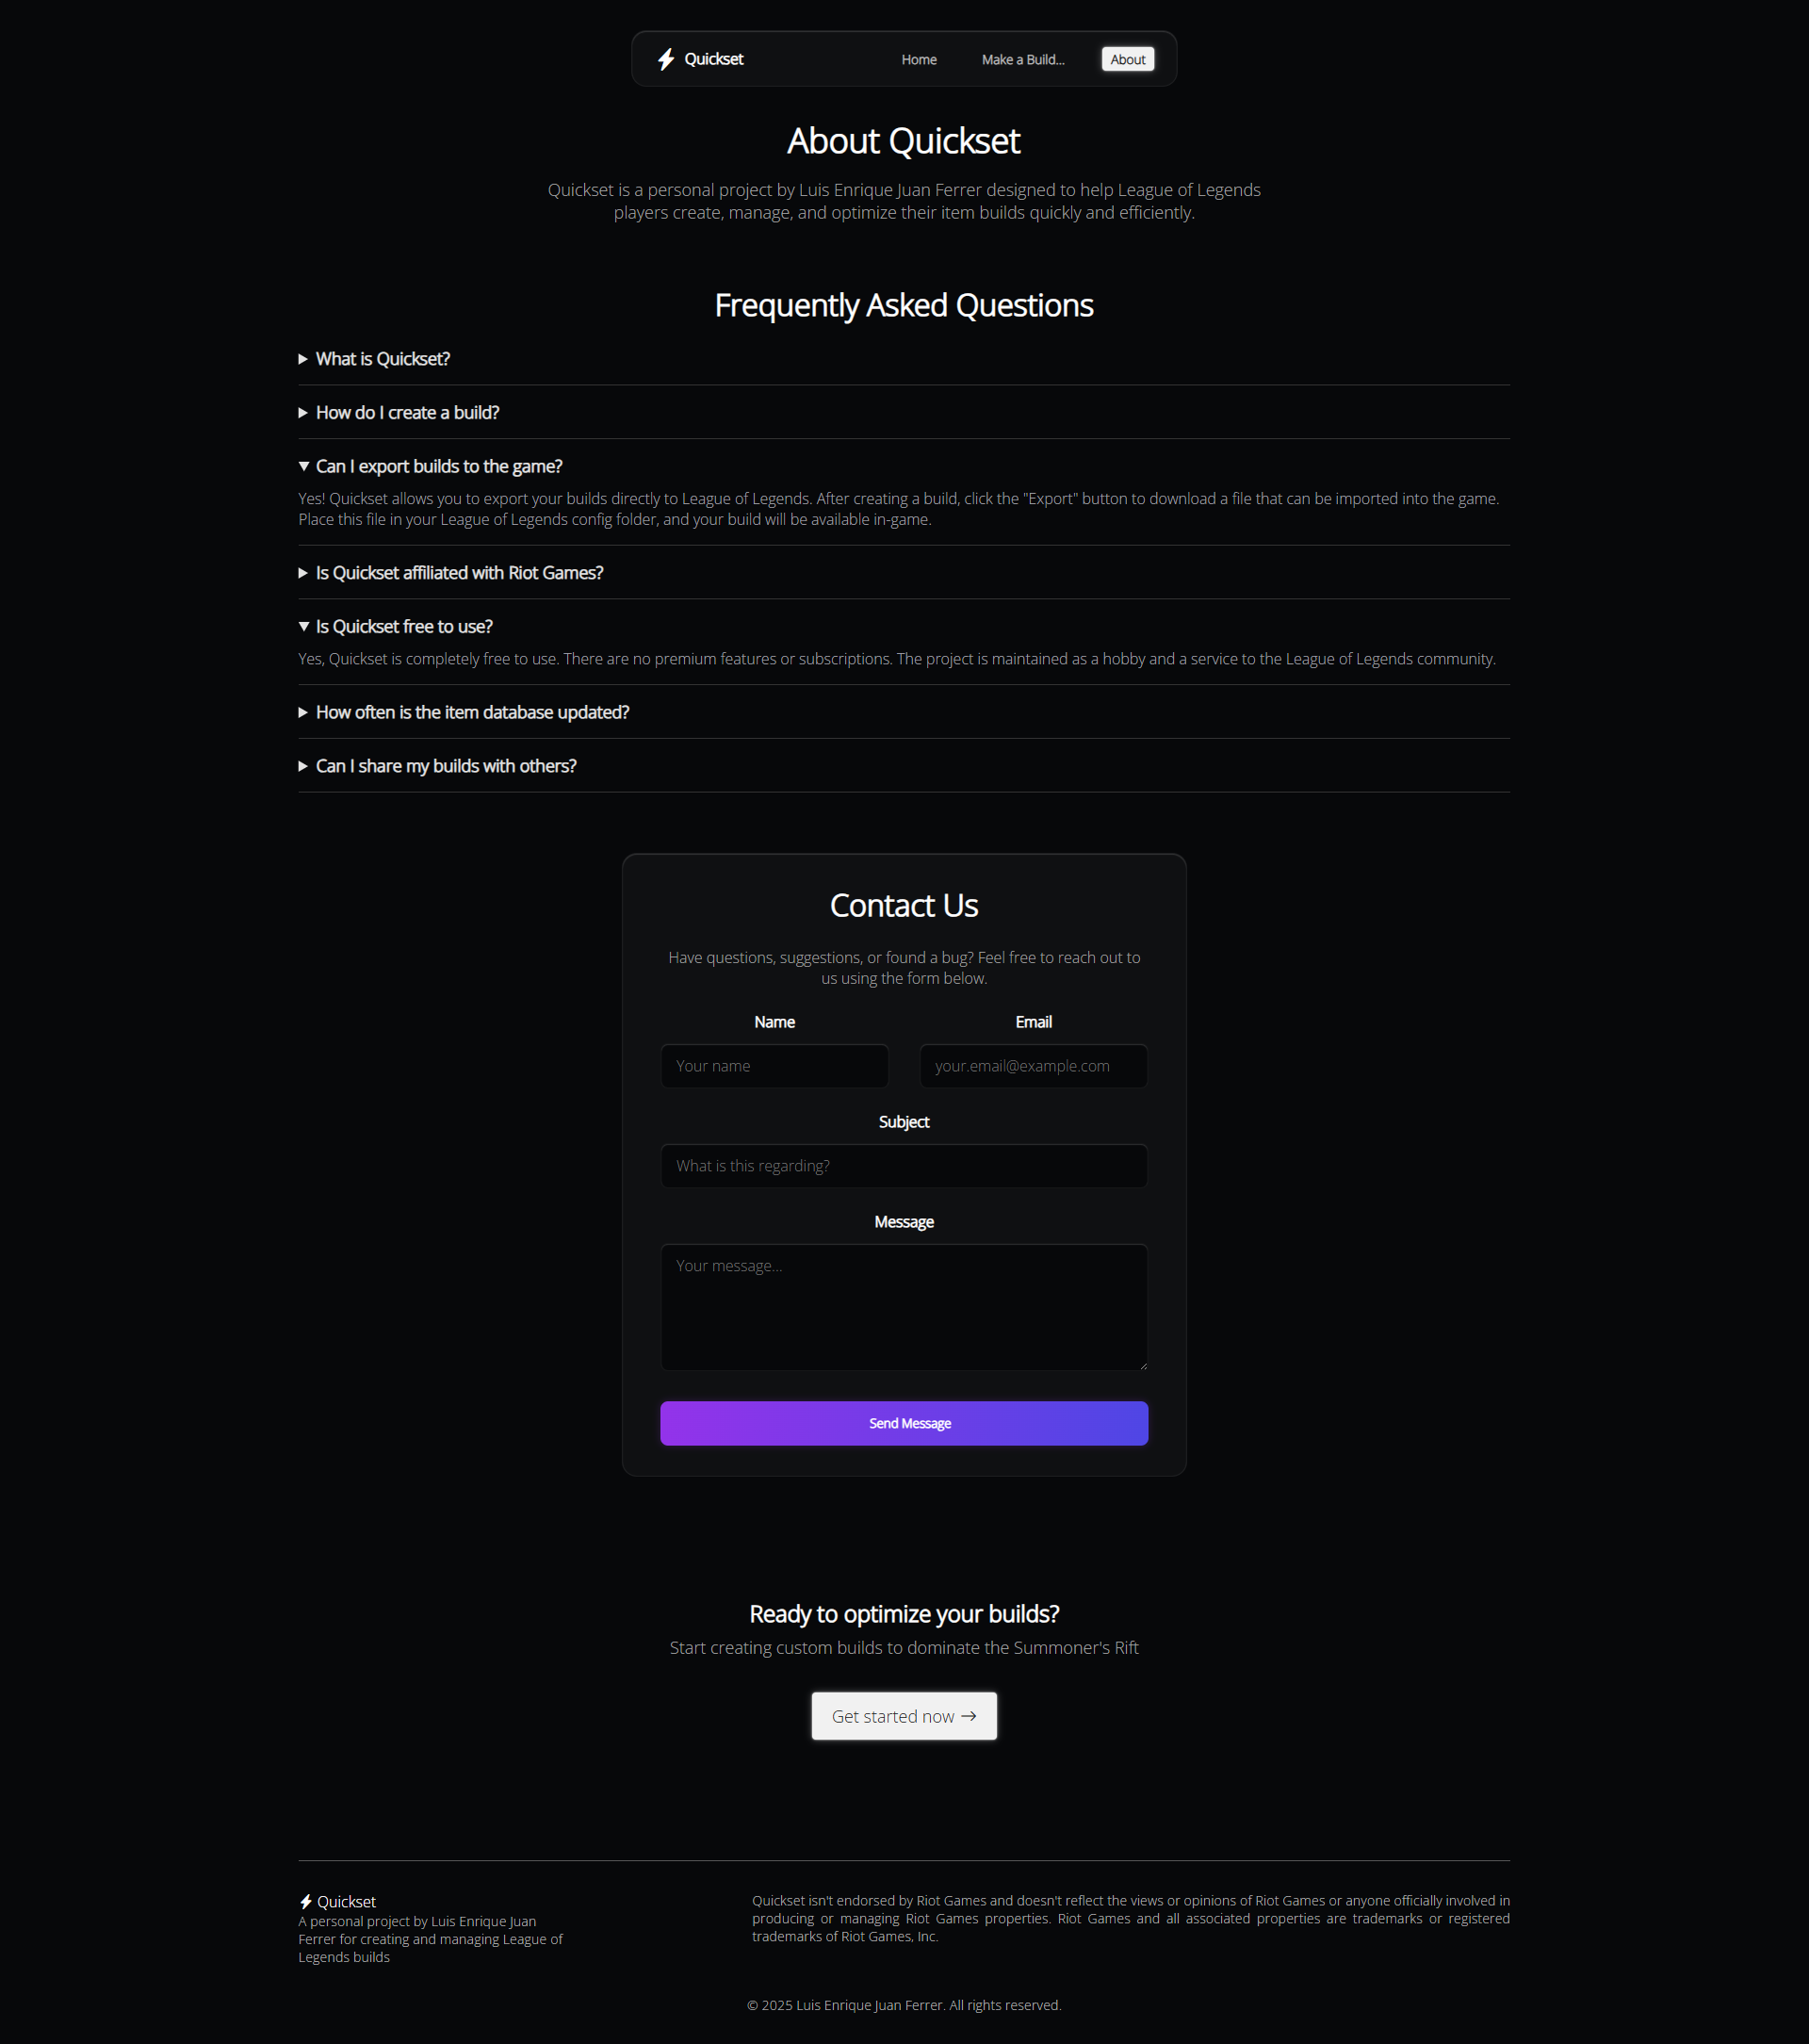 Quickset
Home
Make a Build...
About
About Quickset
Quickset is a personal project by Luis Enrique Juan Ferrer designed to help League of Legends
players create, manage, and optimize their item builds quickly and efficiently.
Frequently Asked Questions
What is Quickset?
How do I create a build?
Can I export builds to the game?
Yes! Quickset allows you to export your builds directly to League of Legends. After creating a build, click the "Export" button to download a file that can be imported into the game.
Place this file in your League of Legends config folder, and your build will be available in-game.
Is Quickset affiliated with Riot Games?
Is Quickset free to use?
Yes, Quickset is completely free to use. There are no premium features or subscriptions. The project is maintained as a hobby and a service to the League of Legends community.
How often is the item database updated?
Can I share my builds with others?
Contact Us
Have questions, suggestions, or found a bug? Feel free to reach out to
us using the form below.
Name
Email
Your name
your.email@example.com
Subject
What is this regarding?
Message
Your message...
Send Message
Ready to optimize your builds?
Start creating custom builds to dominate the Summoner's Rift
Get started now →
Quickset
A personal project by Luis Enrique Juan
Ferrer for creating and managing League of
Legends builds
Quickset isn't endorsed by Riot Games and doesn't reflect the views or opinions of Riot Games or anyone officially involved in
producing or managing Riot Games properties. Riot Games and all associated properties are trademarks or registered
trademarks of Riot Games, Inc.
© 2025 Luis Enrique Juan Ferrer. All rights reserved.